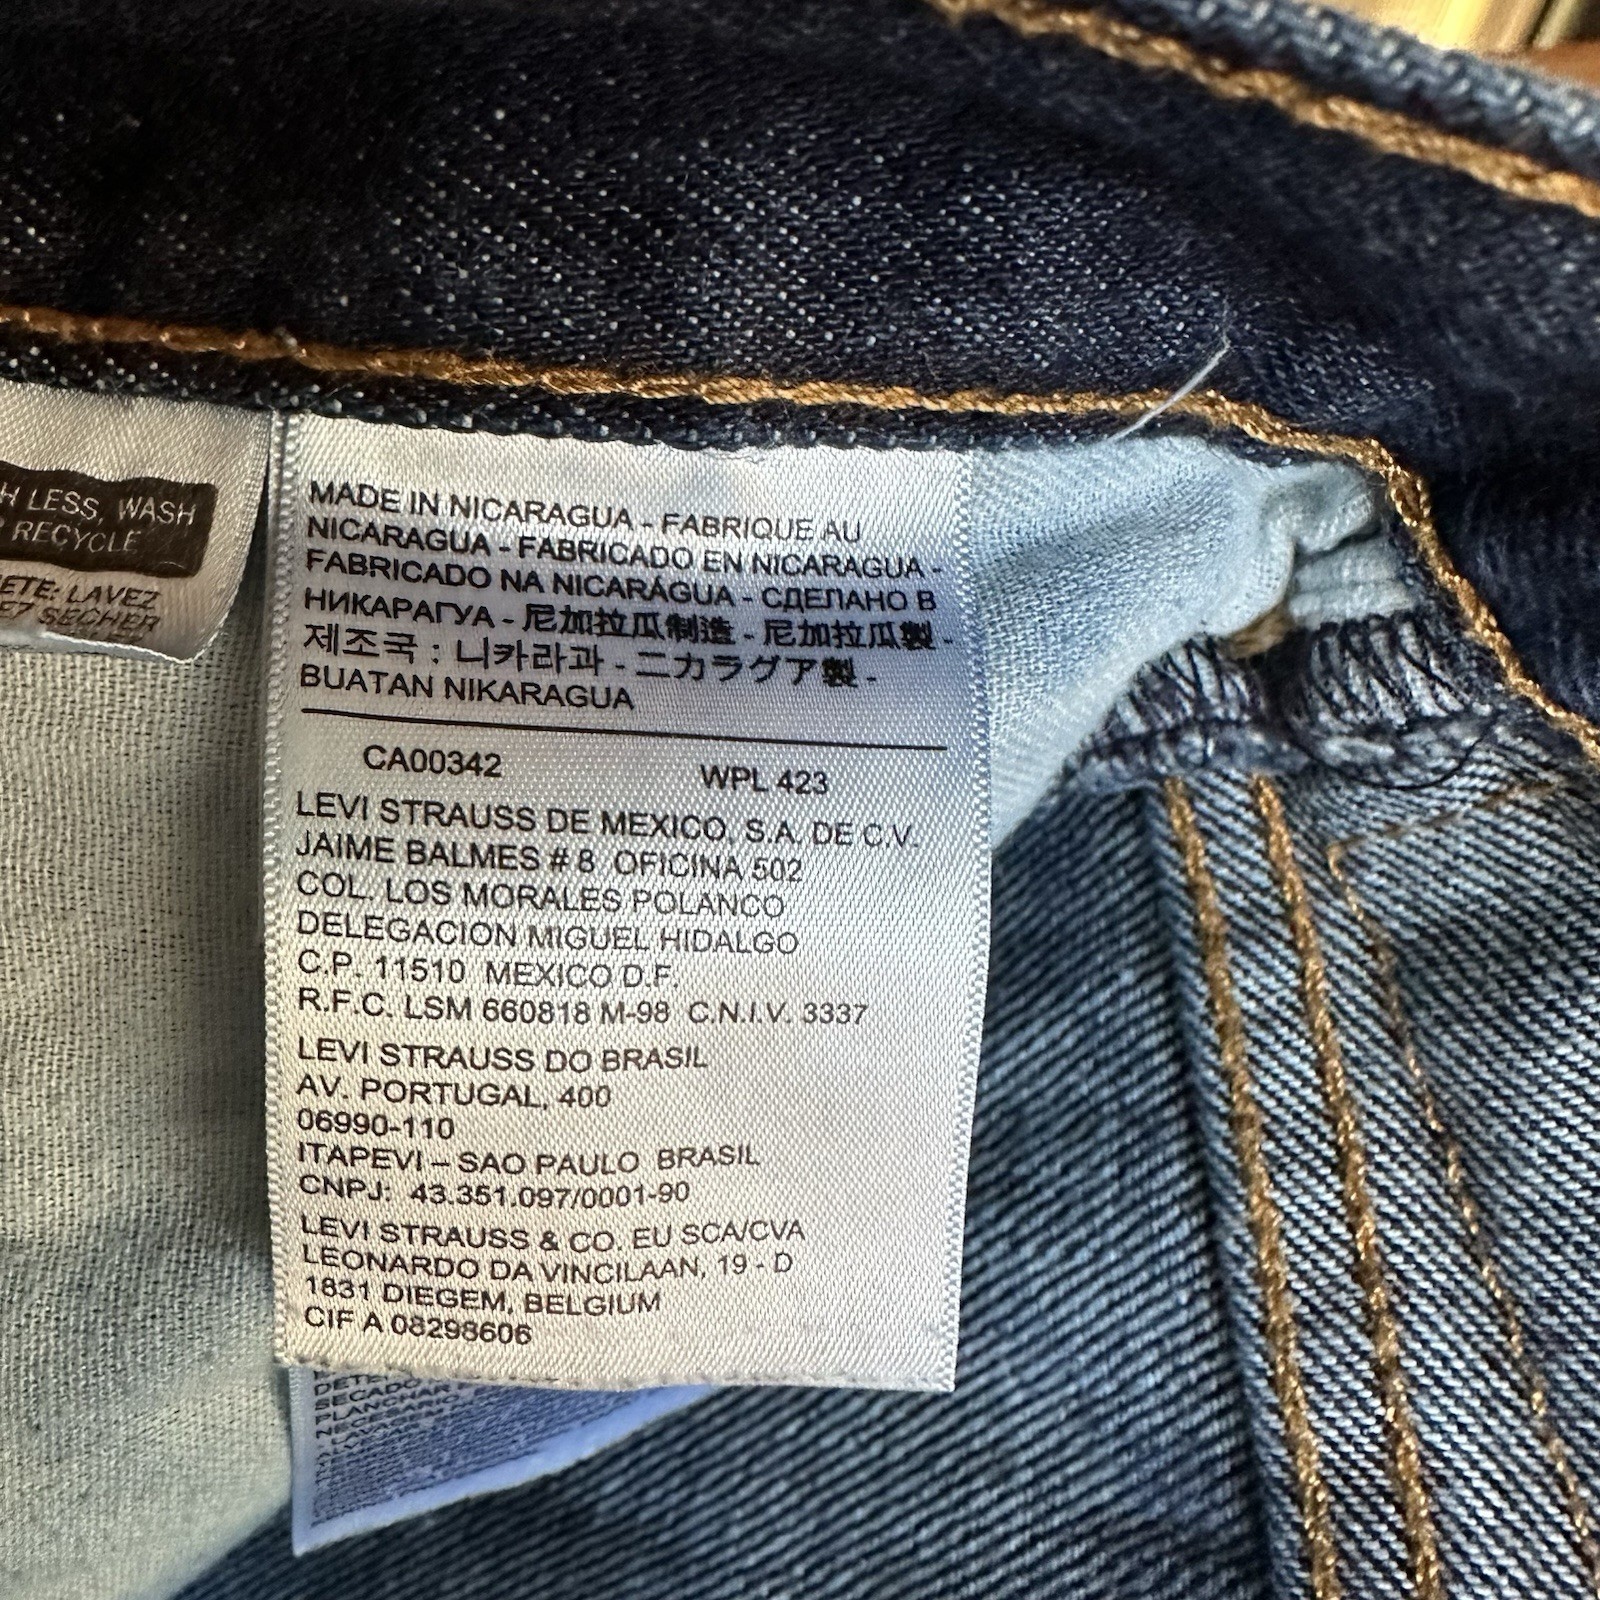 LESS, WASH
RECYCLE
LAVEZ
SECHER
MADE IN NICARAGUA - FABRIQUE AU
NICARAGUA - FABRICADO EN NICARAGUA -
FABRICADO NA NICARÁGUA - СДЕЛАНО В
НИКАРАГУА - 尼加拉瓜制造 - 尼加拉瓜製 -
제조국 : 니카라과 - ニカラグア製 -
BUATAN NIKARAGUA
CA00342 WPL 423
LEVI STRAUSS DE MEXICO, S.A. DE C.V.
JAIME BALMES # 8 OFICINA 502
COL. LOS MORALES POLANCO
DELEGACION MIGUEL HIDALGO
C.P. 11510 MEXICO D.F.
R.F.C. LSM 660818 M-98 C.N.I.V. 3337
LEVI STRAUSS DO BRASIL
AV. PORTUGAL, 400
06990-110
ITAPEVI – SAO PAULO BRASIL
CNPJ: 43.351.097/0001-90
LEVI STRAUSS & CO. EU SCA/CVA
LEONARDO DA VINCILAAN, 19 - D
1831 DIEGEM, BELGIUM
CIF A 08298606
PLANCHAR